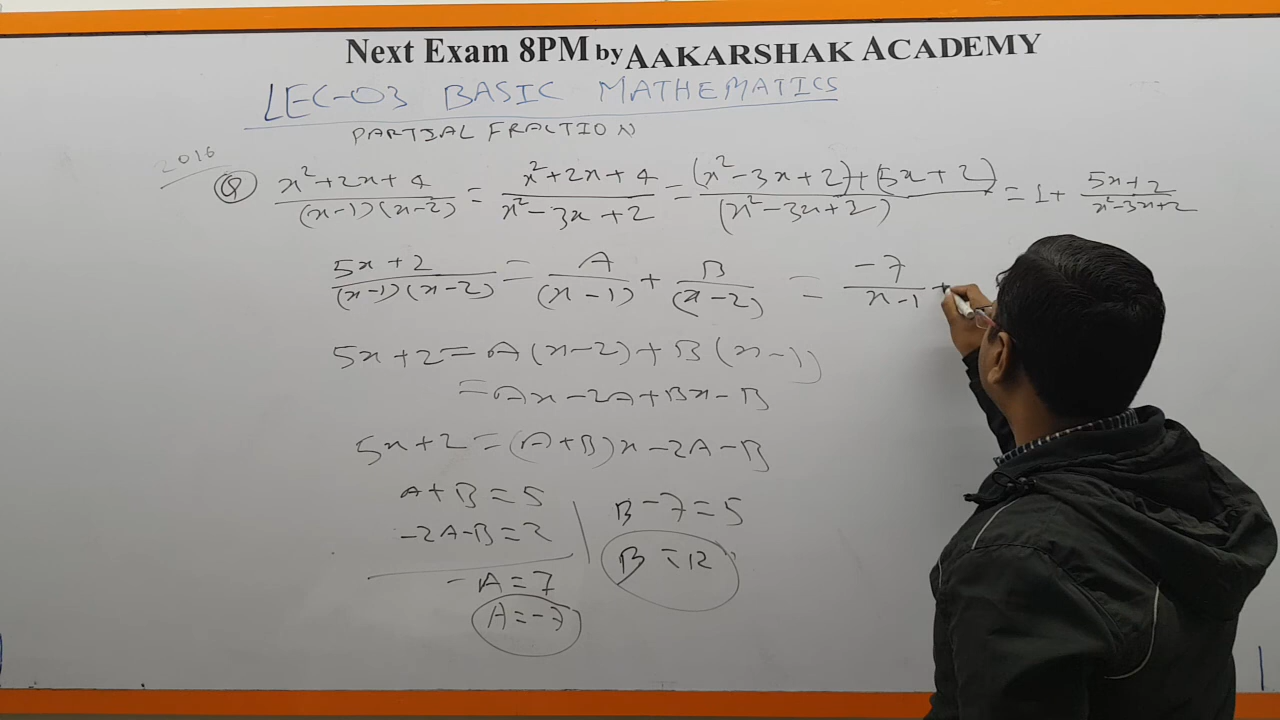 Next Exam 8PM by AAKARSHAK ACADEMY
LEC-03 BASIC MATHEMATICS
PARTIAL FRACTION
2016
Q (x²+2x+4)/((x-1)(x-2)) = (x²+2x+4)/(x²-3x+2) = ((x²-3x+2)+(5x+2))/(x²-3x+2) = 1 + (5x+2)/(x²-3x+2)
(5x+2)/((x-1)(x-2)) = A/(x-1) + B/(x-2) = -7/(x-1) +
5x+2 = A(x-2)+B(x-1)
= Ax-2A+Bx-B
5x+2 = (A+B)x-2A-B
A+B=5
-2A-B=2
-A=7
A=-7
B-7=5
B=12